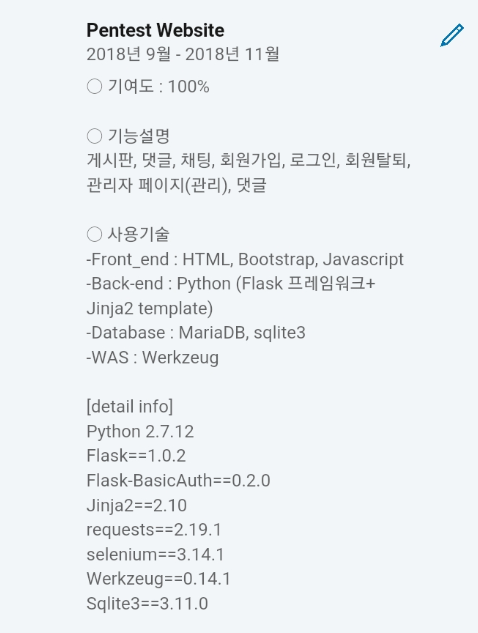 Pentest Website
2018년 9월 - 2018년 11월
○ 기여도 : 100%
○ 기능설명
게시판, 댓글, 채팅, 회원가입, 로그인, 회원탈퇴,
관리자 페이지(관리), 댓글
○ 사용기술
-Front_end : HTML, Bootstrap, Javascript
-Back-end : Python (Flask 프레임워크+
Jinja2 template)
-Database : MariaDB, sqlite3
-WAS : Werkzeug
[detail info]
Python 2.7.12
Flask==1.0.2
Flask-BasicAuth==0.2.0
Jinja2==2.10
requests==2.19.1
selenium==3.14.1
Werkzeug==0.14.1
Sqlite3==3.11.0